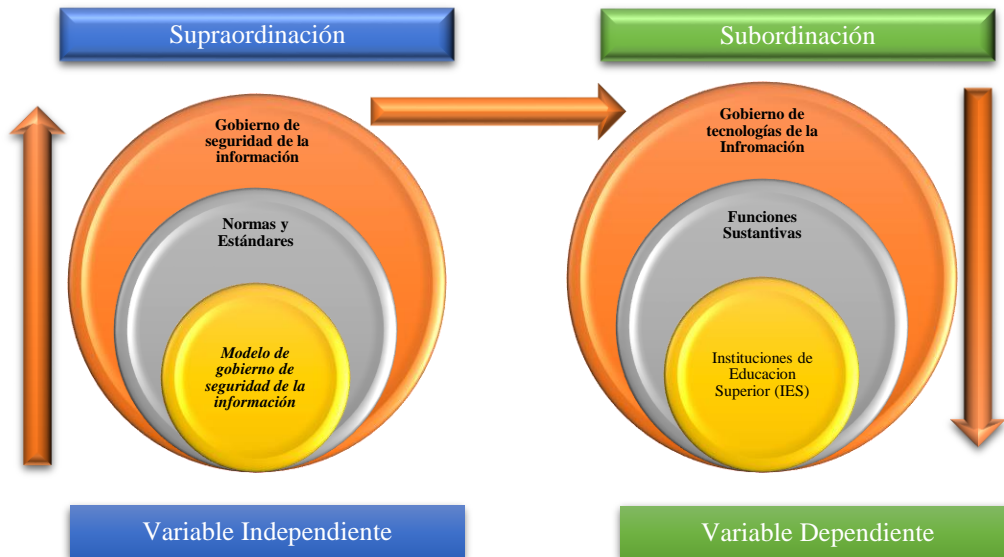 Supraordinación
Subordinación
Gobierno de
seguridad de la
información
Normas y
Estándares
Modelo de
gobierno de
seguridad de la
información
Gobierno de
tecnologías de la
Infromación
Funciones
Sustantivas
Instituciones de
Educacion
Superior (IES)
Variable Independiente
Variable Dependiente